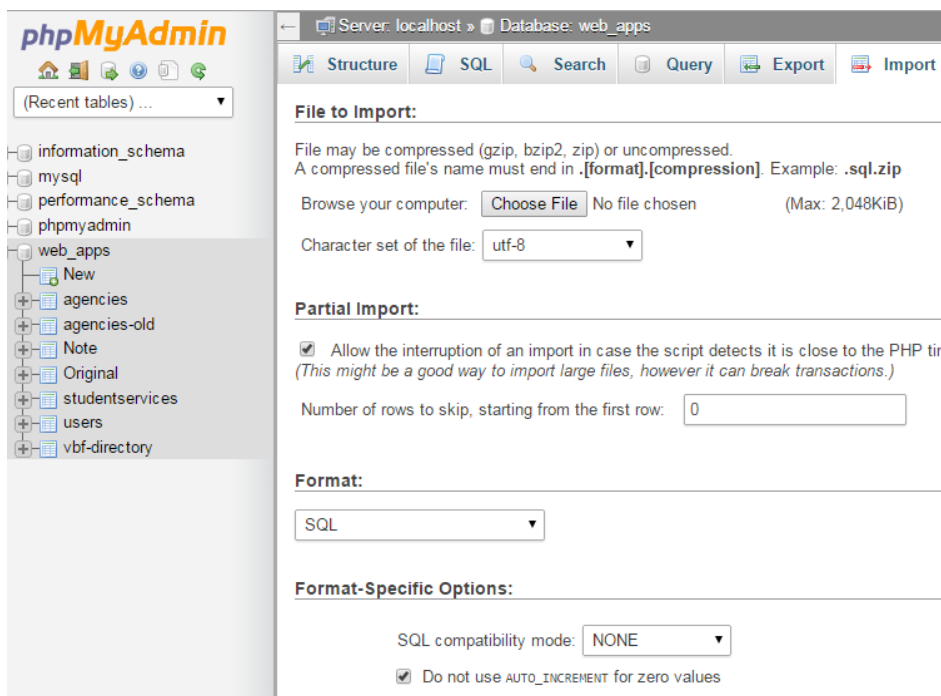 phpMyAdmin
(Recent tables) ...
information_schema
mysql
performance_schema
phpmyadmin
web_apps
New
agencies
agencies-old
Note
Original
studentservices
users
vbf-directory
Server: localhost » Database: web_apps
Structure SQL Search Query Export Import
File to Import:
File may be compressed (gzip, bzip2, zip) or uncompressed.
A compressed file's name must end in .[format].[compression]. Example: .sql.zip
Browse your computer: Choose File No file chosen (Max: 2,048KiB)
Character set of the file: utf-8
Partial Import:
Allow the interruption of an import in case the script detects it is close to the PHP
(This might be a good way to import large files, however it can break transactions.)
Number of rows to skip, starting from the first row: 0
Format:
SQL
Format-Specific Options:
SQL compatibility mode: NONE
Do not use AUTO_INCREMENT for zero values